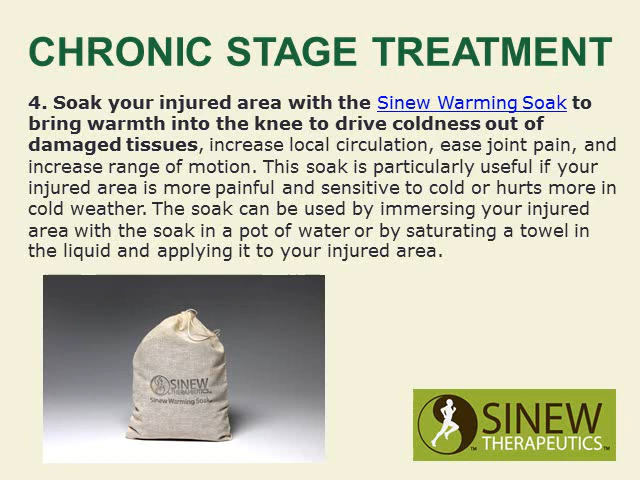 CHRONIC STAGE TREATMENT
4. Soak your injured area with the Sinew Warming Soak to
bring warmth into the knee to drive coldness out of
damaged tissues, increase local circulation, ease joint pain, and
increase range of motion. This soak is particularly useful if your
injured area is more painful and sensitive to cold or hurts more in
cold weather. The soak can be used by immersing your injured
area with the soak in a pot of water or by saturating a towel in
the liquid and applying it to your injured area.
SINEW
THERAPEUTICS
Sinew Warming Soak
SINEW
THERAPEUTICS™